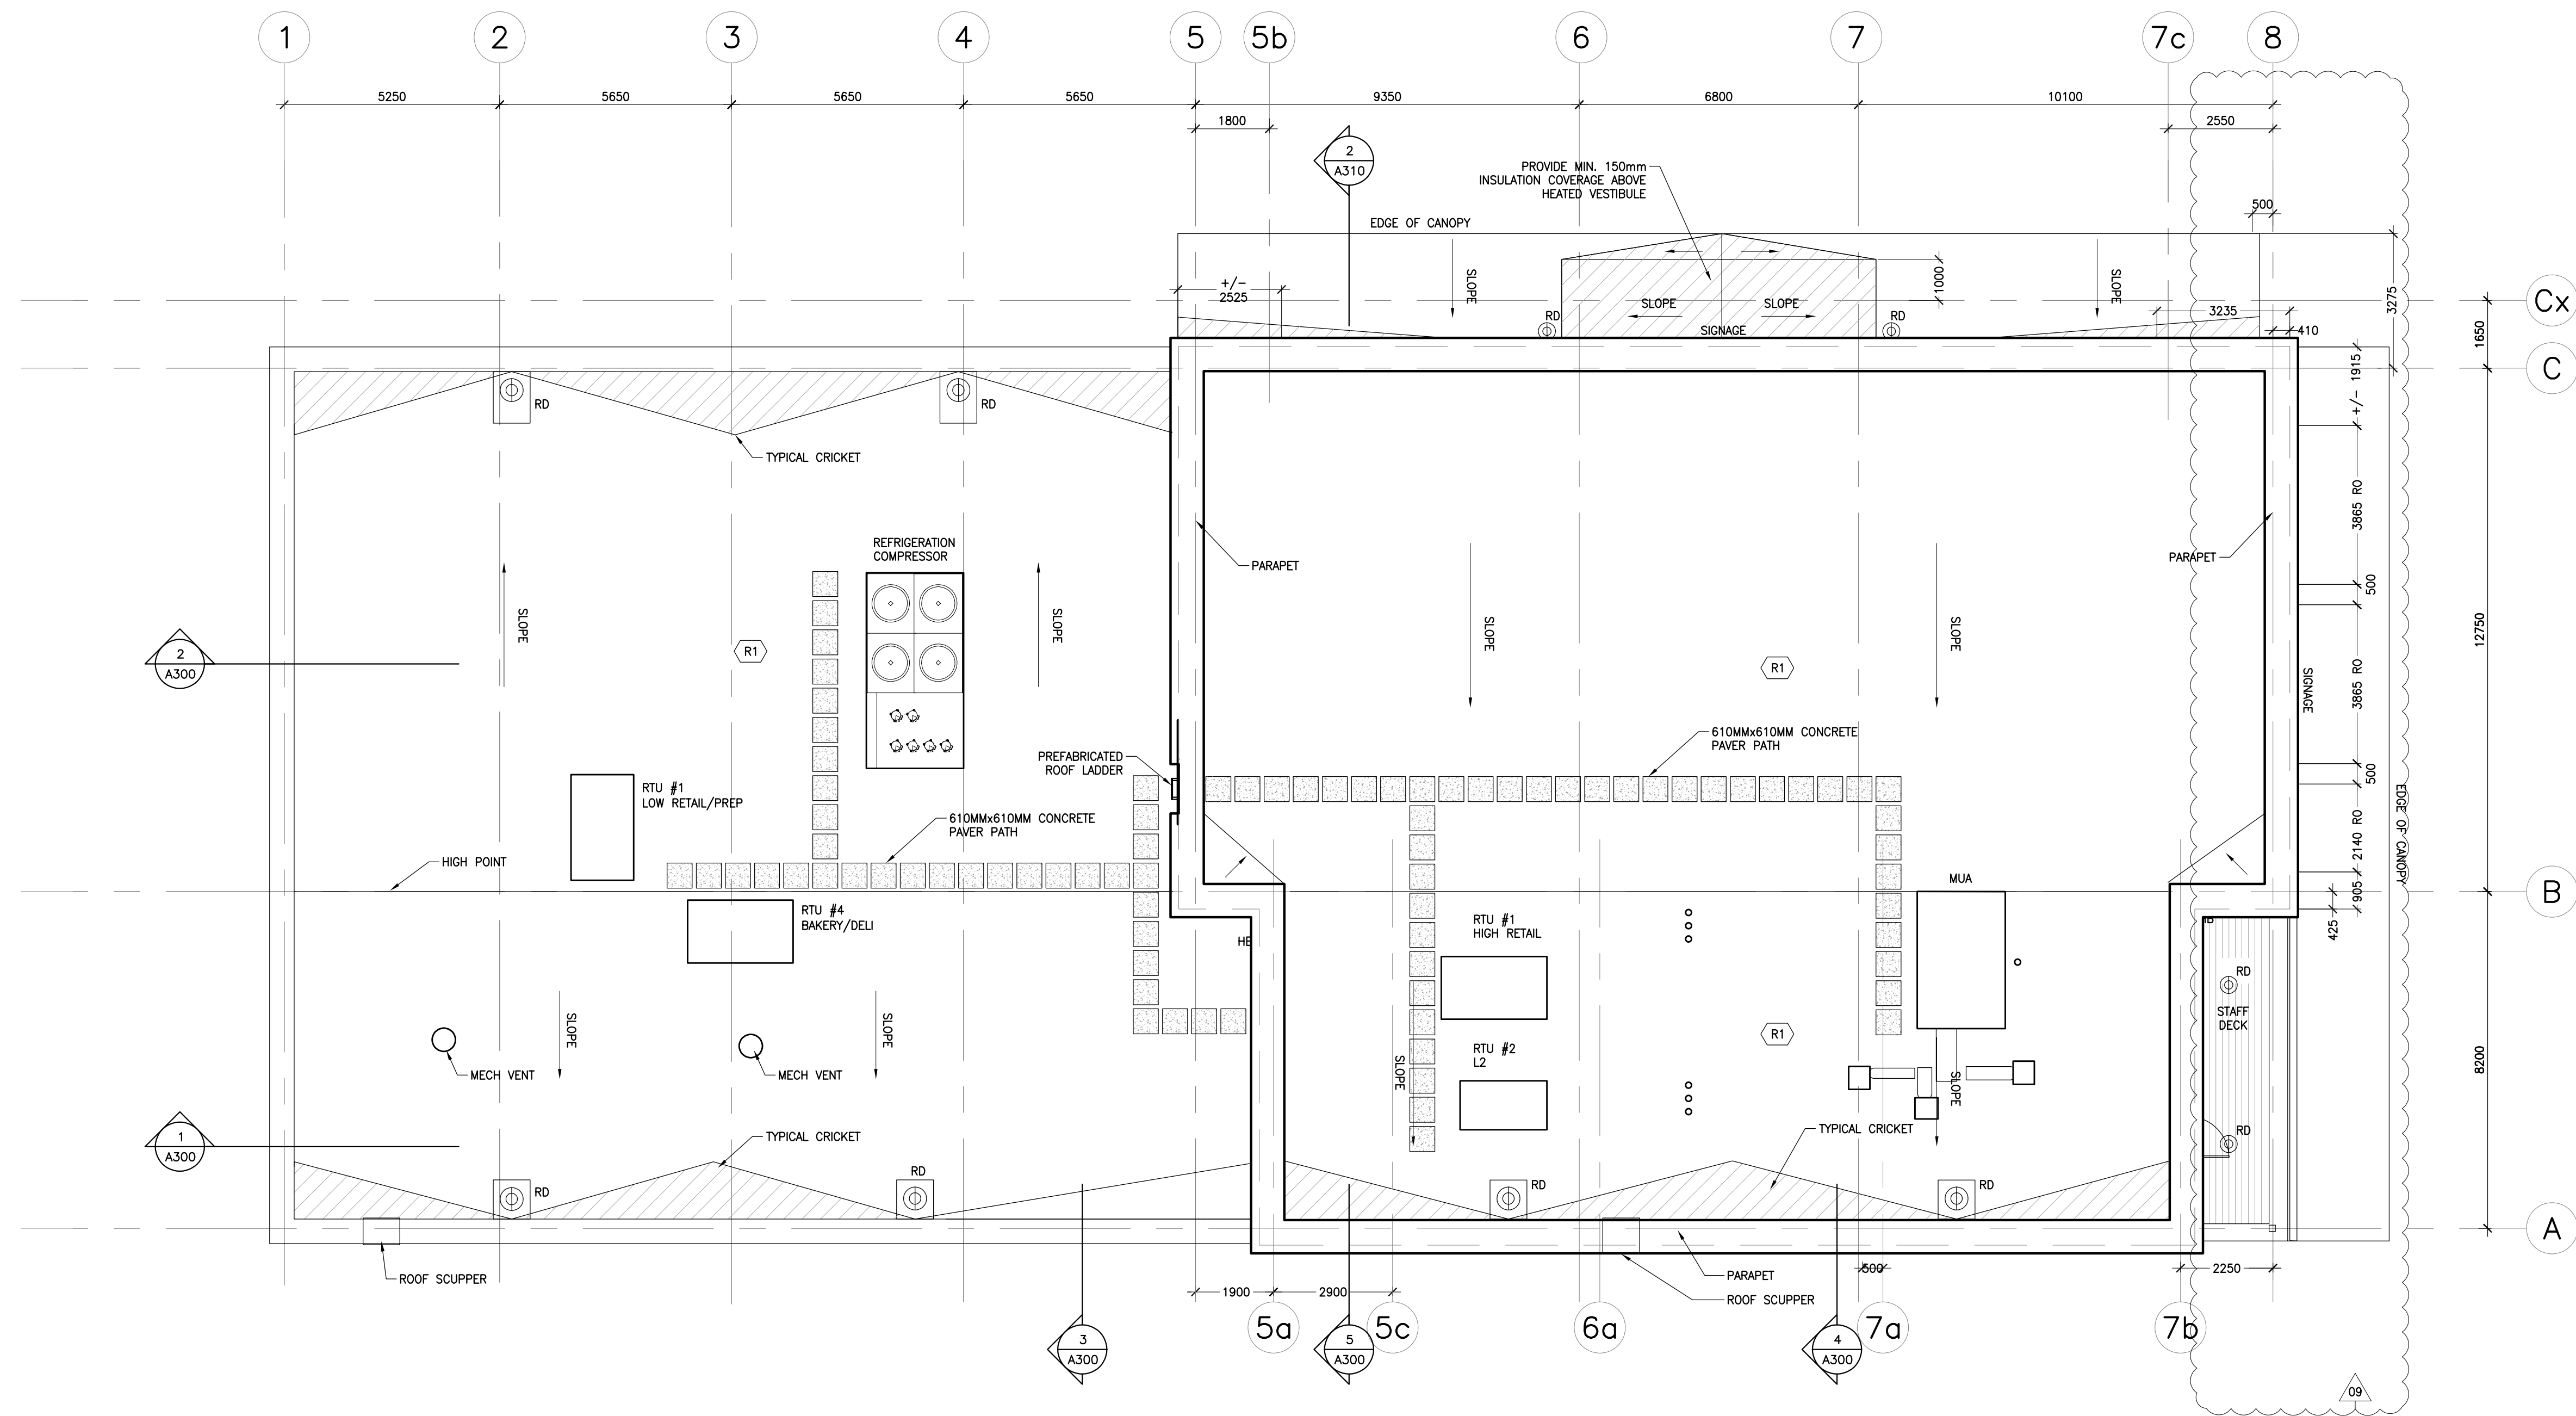 1
2
3
4
5
5b
6
7
7c
8
5250
5650
5650
5650
9350
6800
10100
1800
2550
2
A310
PROVIDE MIN. 150mm
INSULATION COVERAGE ABOVE
HEATED VESTIBULE
500
EDGE OF CANOPY
SLOPE
SLOPE
1000
+/-
2525
SLOPE
SLOPE
3275
Cx
RD
RD
SIGNAGE
3235
410
1650
C
+/- 1915
RD
RD
TYPICAL CRICKET
3865 RO
REFRIGERATION
COMPRESSOR
PARAPET
PARAPET
500
SLOPE
SLOPE
SLOPE
SLOPE
12750
R1
R1
2
A300
3865 RO
SIGNAGE
610MMx610MM CONCRETE
PAVER PATH
PREFABRICATED
ROOF LADDER
500
RTU #1
LOW RETAIL/PREP
610MMx610MM CONCRETE
PAVER PATH
2140 RO
EDGE OF CANOPY
HIGH POINT
MUA
905
B
RTU #4
BAKERY/DELI
RTU #1
HIGH RETAIL
425
HB
RD
STAFF
DECK
SLOPE
SLOPE
R1
RTU #2
L2
8200
MECH VENT
MECH VENT
SLOPE
SLOPE
1
A300
TYPICAL CRICKET
TYPICAL CRICKET
RD
RD
RD
RD
RD
A
ROOF SCUPPER
PARAPET
ROOF SCUPPER
500
2250
1900
2900
5a
5c
6a
7a
7b
3
A300
5
A300
4
A300
09